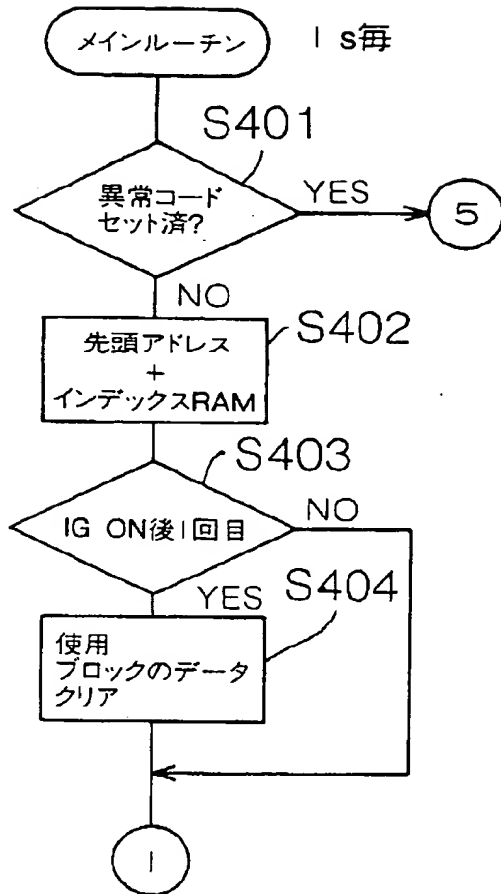 メインルーチン
1 s毎
S401
異常コード
セット済?
YES
5
NO
S402
先頭アドレス
+
インデックスRAM
S403
IG ON後1回目
NO
YES
S404
使用
ブロックのデータ
クリア
1